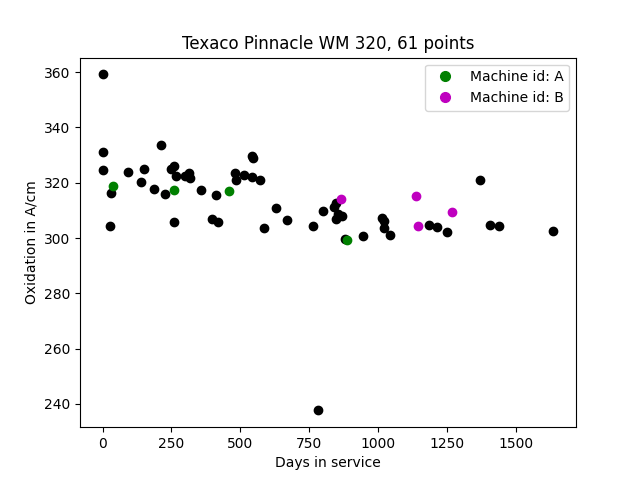 Texaco Pinnacle WM 320, 61 points
Machine id: A
Machine id: B
Oxidation in A/cm
360
340
320
300
280
260
240
0 250 500 750 1000 1250 1500
Days in service